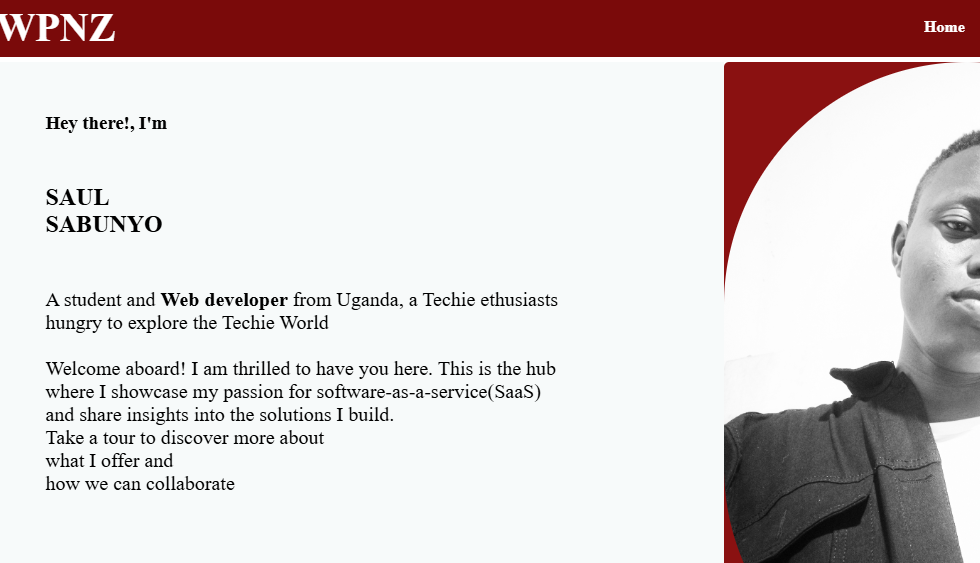 WPNZ
Home
Hey there!, I'm
SAUL
SABUNYO
A student and Web developer from Uganda, a Techie ethusiasts
hungry to explore the Techie World
Welcome aboard! I am thrilled to have you here. This is the hub
where I showcase my passion for software-as-a-service(SaaS)
and share insights into the solutions I build.
Take a tour to discover more about
what I offer and
how we can collaborate